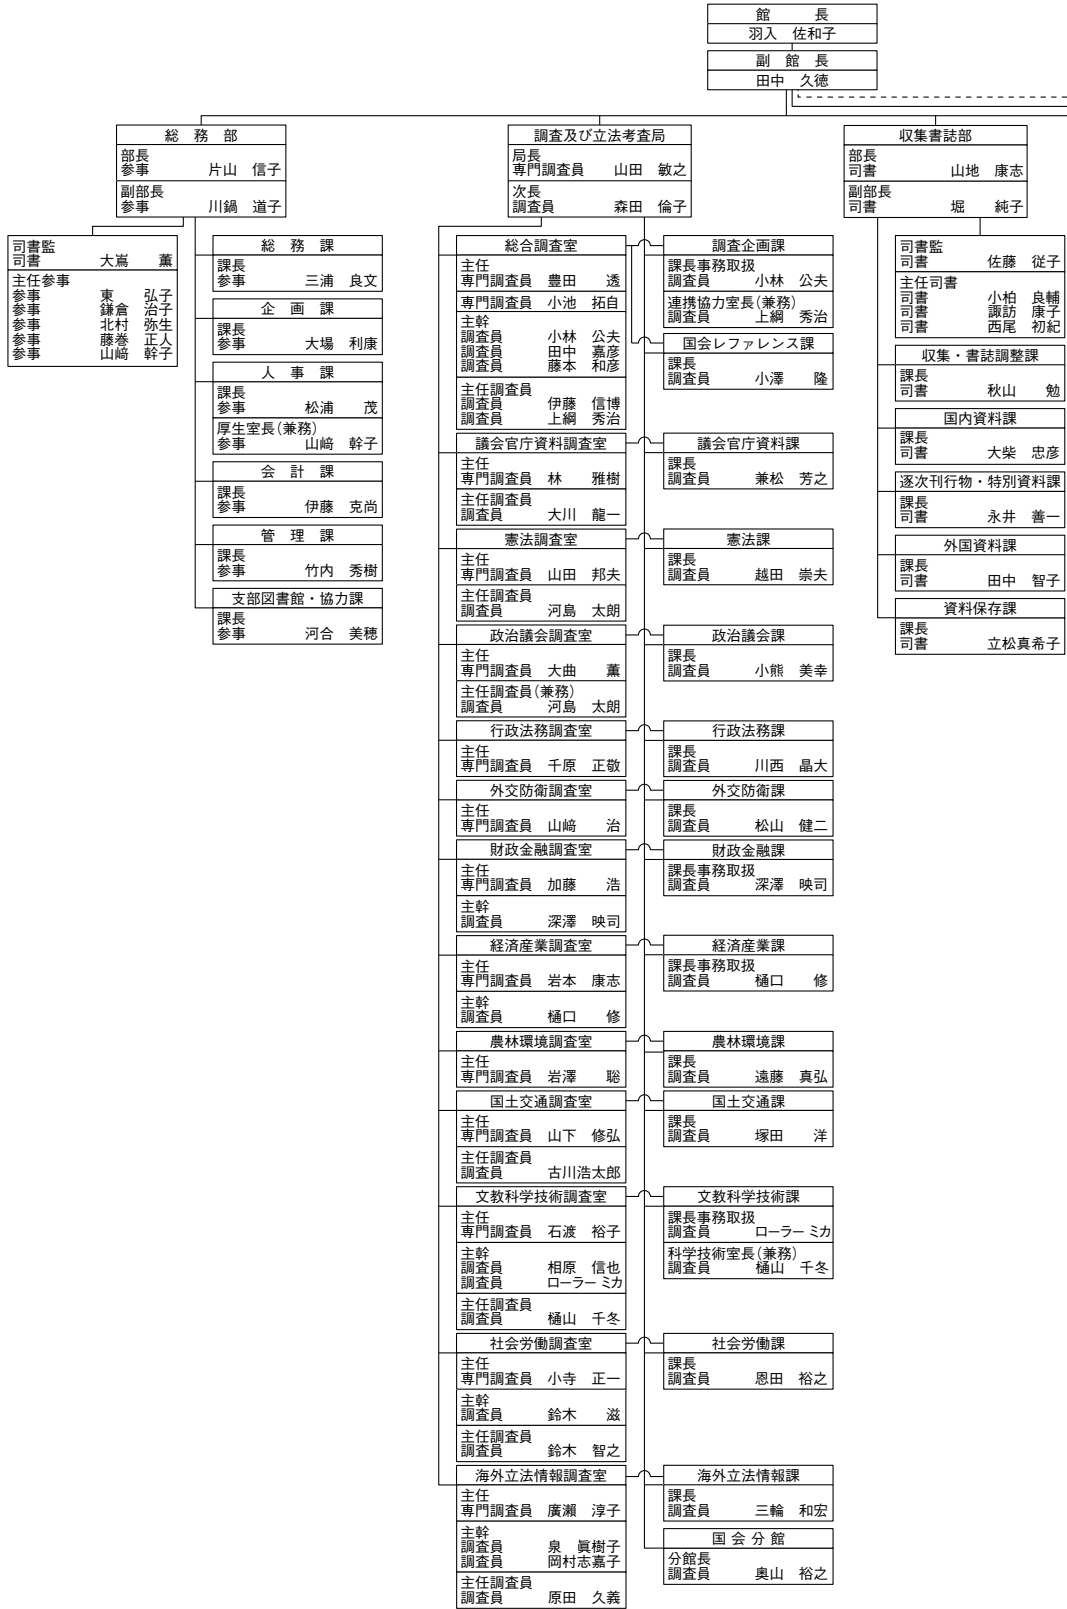 館　　長
羽入　佐和子
副　館　長
田中　久徳
総　務　部
部長
参事　片山　信子
副部長
参事　川鍋　道子
司書監
司書　大嶌　薫
主任参事
参事　東　弘子
参事　鎌倉　治子
参事　北村　弥生
参事　藤巻　正人
参事　山﨑　幹子
総　務　課
課長
参事　三浦　良文
企　画　課
課長
参事　大場　利康
人　事　課
課長
参事　松浦　茂
厚生室長(兼務)
参事　山﨑　幹子
会　計　課
課長
参事　伊藤　克尚
管　理　課
課長
参事　竹内　秀樹
支部図書館・協力課
課長
参事　河合　美穂
調査及び立法考査局
局長
専門調査員　山田　敏之
次長
調査員　森田　倫子
総合調査室
主任
専門調査員　豊田　透
専門調査員　小池　拓自
主幹
調査員　小林　公夫
調査員　田中　嘉彦
調査員　藤本　和彦
主任調査員
調査員　伊藤　信博
調査員　上綱　秀治
議会官庁資料調査室
主任
専門調査員　林　雅樹
主任調査員
調査員　大川　龍一
憲法調査室
主任
専門調査員　山田　邦夫
主任調査員
調査員　河島　太朗
政治議会調査室
主任
専門調査員　大曲　薫
主任調査員(兼務)
調査員　河島　太朗
行政法務調査室
主任
専門調査員　千原　正敬
外交防衛調査室
主任
専門調査員　山﨑　治
財政金融調査室
主任
専門調査員　加藤　浩
主幹
調査員　深澤　映司
経済産業調査室
主任
専門調査員　岩本　康志
主幹
調査員　樋口　修
農林環境調査室
主任
専門調査員　岩澤　聡
国土交通調査室
主任
専門調査員　山下　修弘
主任調査員
調査員　古川浩太郎
文教科学技術調査室
主任
専門調査員　石渡　裕子
主幹
調査員　相原　信也
調査員　ローラー ミカ
主任調査員
調査員　樋山　千冬
社会労働調査室
主任
専門調査員　小寺　正一
主幹
調査員　鈴木　滋
主任調査員
調査員　鈴木　智之
海外立法情報調査室
主任
専門調査員　廣瀬　淳子
主幹
調査員　泉　眞樹子
調査員　岡村志嘉子
主任調査員
調査員　原田　久義
調査企画課
課長事務取扱
調査員　小林　公夫
連携協力室長(兼務)
調査員　上綱　秀治
国会レファレンス課
課長
調査員　小澤　隆
議会官庁資料課
課長
調査員　兼松　芳之
憲法課
課長
調査員　越田　崇夫
政治議会課
課長
調査員　小熊　美幸
行政法務課
課長
調査員　川西　晶大
外交防衛課
課長
調査員　松山　健二
財政金融課
課長事務取扱
調査員　深澤　映司
経済産業課
課長事務取扱
調査員　樋口　修
農林環境課
課長
調査員　遠藤　真弘
国土交通課
課長
調査員　塚田　洋
文教科学技術課
課長事務取扱
調査員　ローラー ミカ
科学技術室長(兼務)
調査員　樋山　千冬
社会労働課
課長
調査員　恩田　裕之
海外立法情報課
課長
調査員　三輪　和宏
国 会 分 館
分館長
調査員　奥山　裕之
収集書誌部
部長
司書　山地　康志
副部長
司書　堀　純子
司書監
司書　佐藤　従子
主任司書
司書　小柏　良輔
司書　諏訪　康子
司書　西尾　初紀
収集・書誌調整課
課長
司書　秋山　勉
国内資料課
課長
司書　大柴　忠彦
逐次刊行物・特別資料課
課長
司書　永井　善一
外国資料課
課長
司書　田中　智子
資料保存課
課長
司書　立松真希子